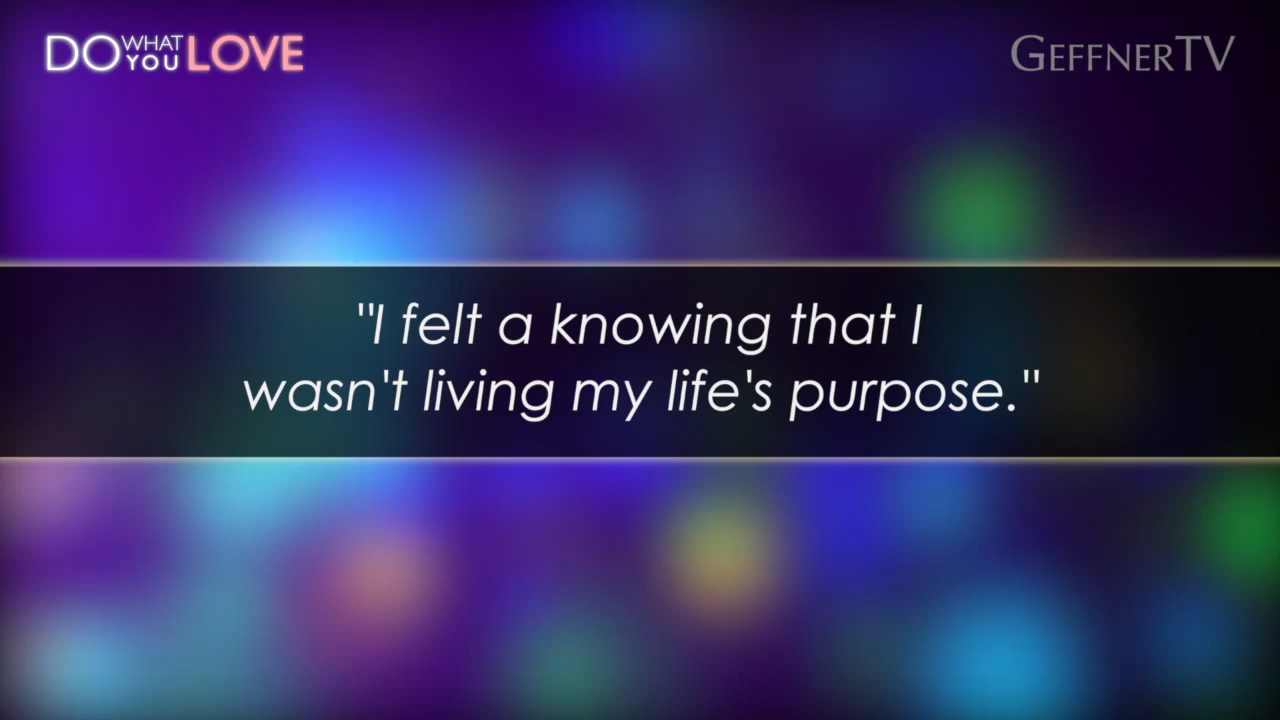 DO WHAT YOU LOVE
GEFFNERTV
"I felt a knowing that I
wasn't living my life's purpose."